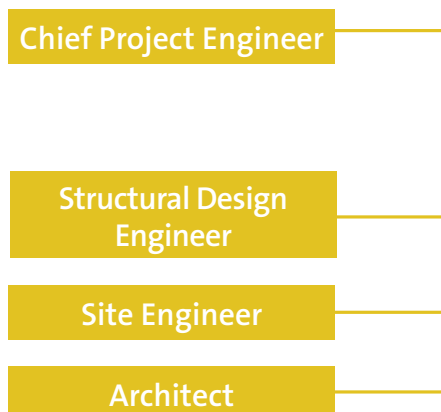 Chief Project Engineer
Structural Design
Engineer
Site Engineer
Architect